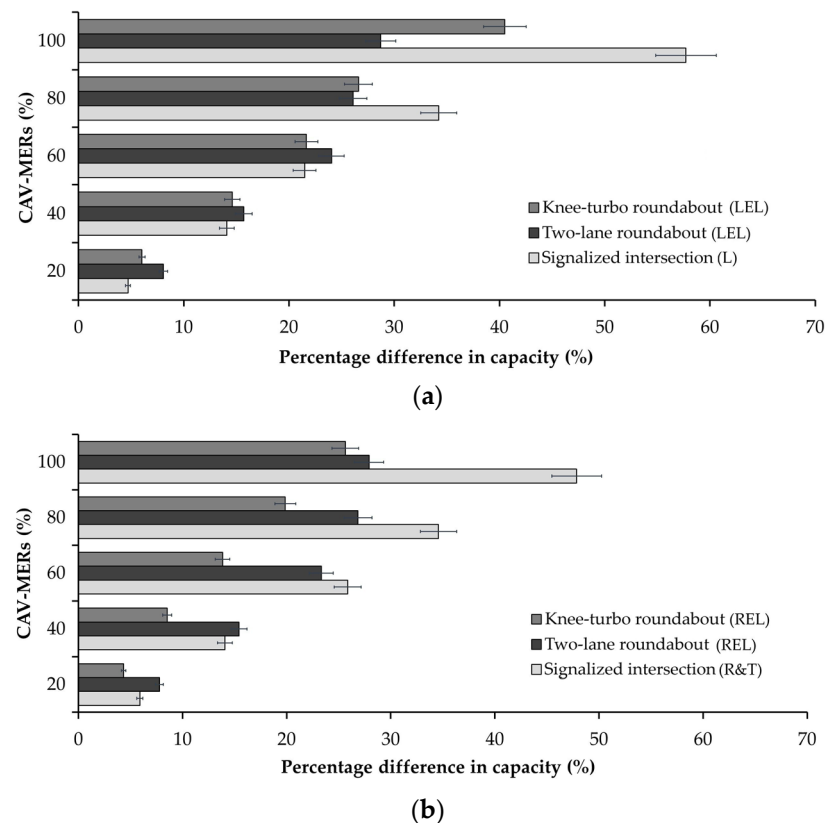 100
80
60
40
20
CAV-MERs (%)
Knee-turbo roundabout (LEL)
Two-lane roundabout (LEL)
Signalized intersection (L)
0 10 20 30 40 50 60 70
Percentage difference in capacity (%)
(a)
100
80
60
40
20
CAV-MERs (%)
Knee-turbo roundabout (REL)
Two-lane roundabout (REL)
Signalized intersection (R&T)
0 10 20 30 40 50 60 70
Percentage difference in capacity (%)
(b)